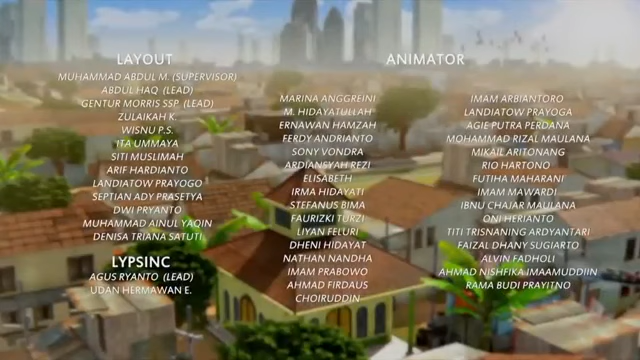 LAYOUT
MUHAMMAD ABDUL M. (SUPERVISOR)
ABDUL HAQ (LEAD)
GENTUR MORRIS SSP (LEAD)
ZULAIKAH K.
WISNU P.S.
ITA UMMAYA
SITI MUSLIMAH
ARIF HARDIANTO
LANDIATOW PRAYOGO
SEPTIAN ADY PRASETYA
DWI PRYANTO
MUHAMMAD AINUL YAQIN
DENISA TRIANA SATUTI
LYPSINC
AGUS RYANTO (LEAD)
UDAN HERMAWAN E.
ANIMATOR
MARINA ANGGREINI
M. HIDAYATULLAH
ERNAWAN HAMZAH
FERDY ANDRIANTO
SONY VONDRA
ARDIANSYAH REZI
ELISABETH
IRMA HIDAYATI
STEFANUS BIMA
FAURIZKI TURZI
LIYAN FELURI
DHENI HIDAYAT
NATHAN NANDHA
IMAM PRABOWO
AHMAD FIRDAUS
CHOIRUDDIN
IMAM ARBIANTORO
LANDIATOW PRAYOGA
AGIE PUTRA PERDANA
MOHAMMAD RIZAL MAULANA
MIKAIL ARITONANG
RIO HARTONO
FUTIHA MAHARANI
IMAM MAWARDI
IBNU CHAJAR MAULANA
ONI HERIANTO
TITI TRISNANING ARDYANTARI
FAIZAL DHANY SUGIARTO
ALVIN FADHOLI
AHMAD NISHFIKA IMAAMUDDIIN
RAMA BUDI PRAYITNO